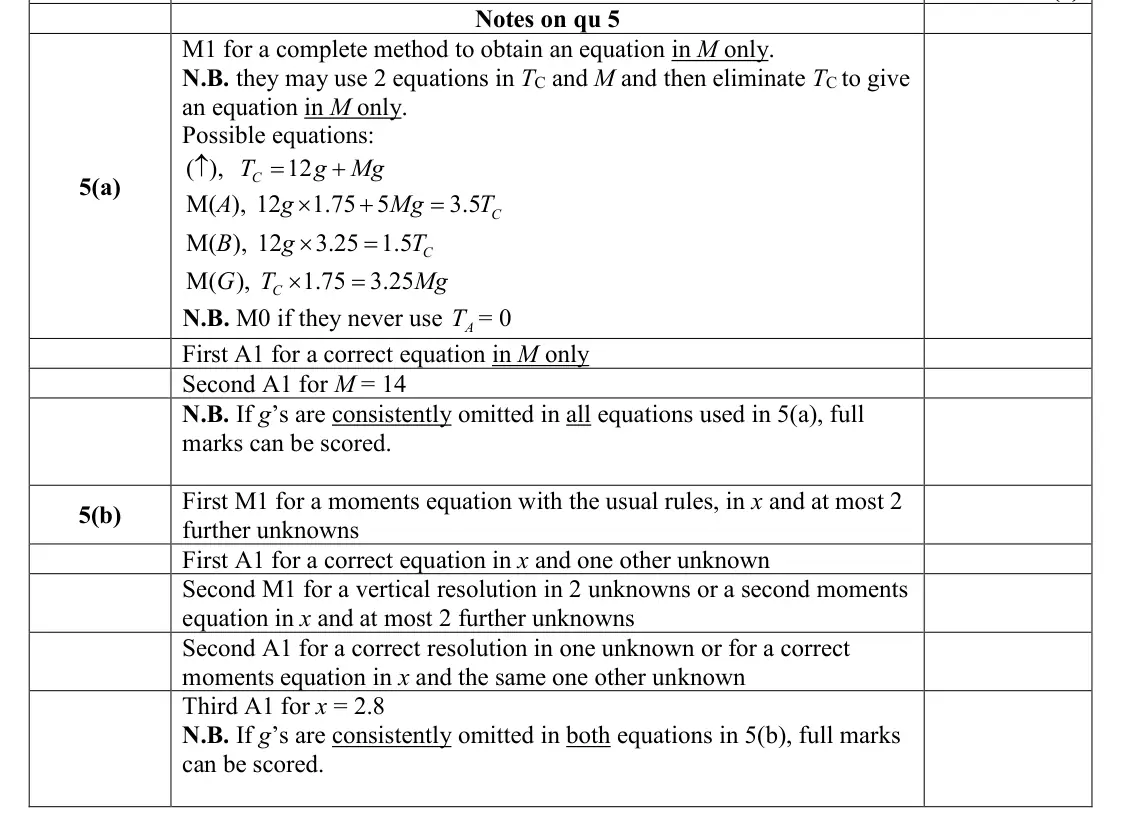 Notes on qu 5
M1 for a complete method to obtain an equation in M only.
N.B. they may use 2 equations in TC and M and then eliminate TC to give
an equation in M only.
Possible equations:
(↑), TC = 12g + Mg
5(a)
M(A), 12g × 1.75 + 5Mg = 3.5TC
M(B), 12g × 3.25 = 1.5TC
M(G), TC × 1.75 = 3.25Mg
N.B. M0 if they never use TA = 0
First A1 for a correct equation in M only
Second A1 for M = 14
N.B. If g’s are consistently omitted in all equations used in 5(a), full
marks can be scored.
5(b)
First M1 for a moments equation with the usual rules, in x and at most 2
further unknowns
First A1 for a correct equation in x and one other unknown
Second M1 for a vertical resolution in 2 unknowns or a second moments
equation in x and at most 2 further unknowns
Second A1 for a correct resolution in one unknown or for a correct
moments equation in x and the same one other unknown
Third A1 for x = 2.8
N.B. If g’s are consistently omitted in both equations in 5(b), full marks
can be scored.